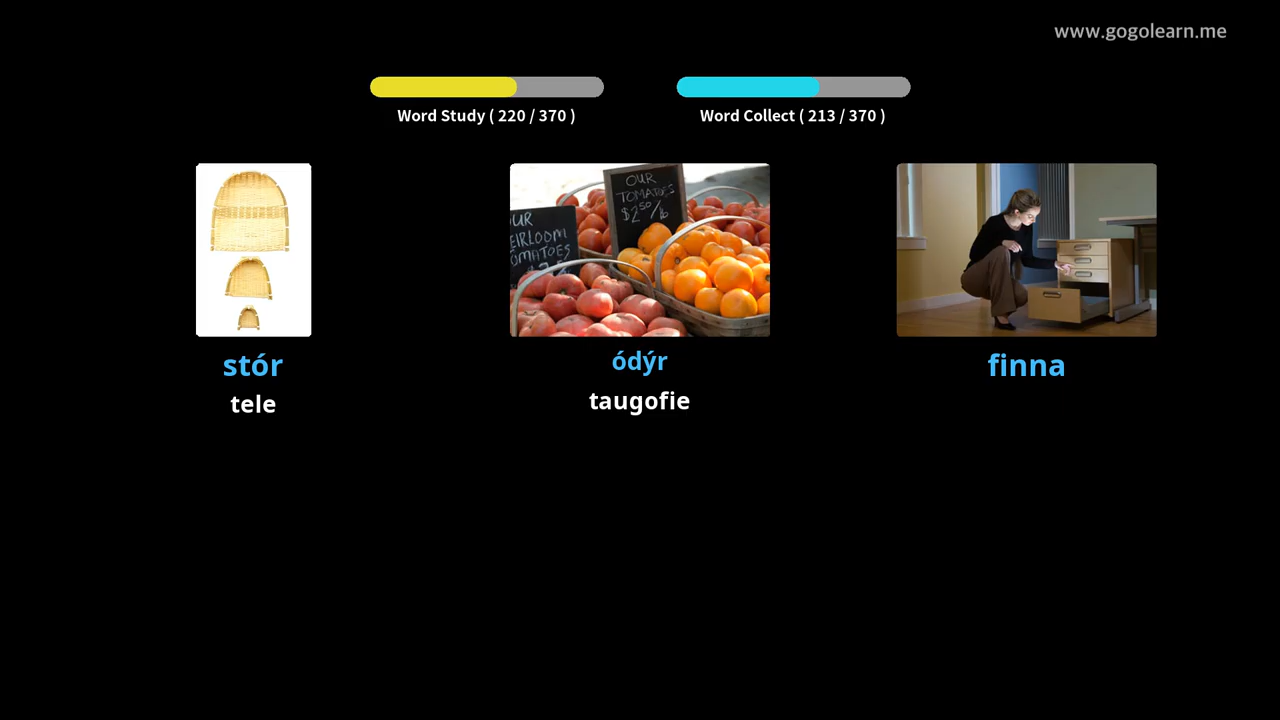 www.gogolearn.me
Word Study ( 220 / 370 )
Word Collect ( 213 / 370 )
OUR
TOMATOES
$2.50/lb
UR
EIRLOOM
OMATOES
stór
tele
ódýr
taugofie
finna